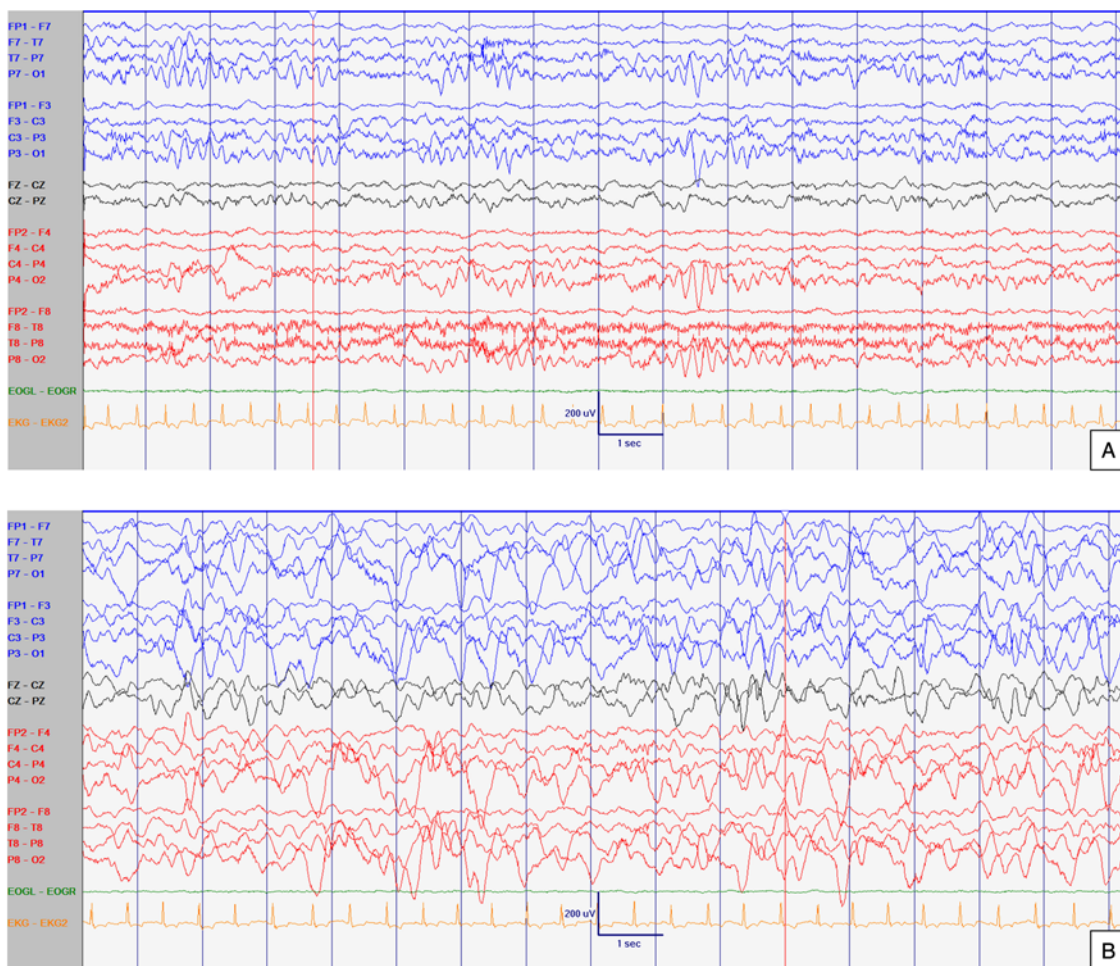 FP1 - F7
F7 - T7
T7 - P7
P7 - O1
FP1 - F3
F3 - C3
C3 - P3
P3 - O1
FZ - CZ
CZ - PZ
FP2 - F4
F4 - C4
C4 - P4
P4 - O2
FP2 - F8
F8 - T8
T8 - P8
P8 - O2
EOGL - EOGR
EKG - EKG2
200 uV
1 sec
A
FP1 - F7
F7 - T7
T7 - P7
P7 - O1
FP1 - F3
F3 - C3
C3 - P3
P3 - O1
FZ - CZ
CZ - PZ
FP2 - F4
F4 - C4
C4 - P4
P4 - O2
FP2 - F8
F8 - T8
T8 - P8
P8 - O2
EOGL - EOGR
EKG - EKG2
200 uV
1 sec
B